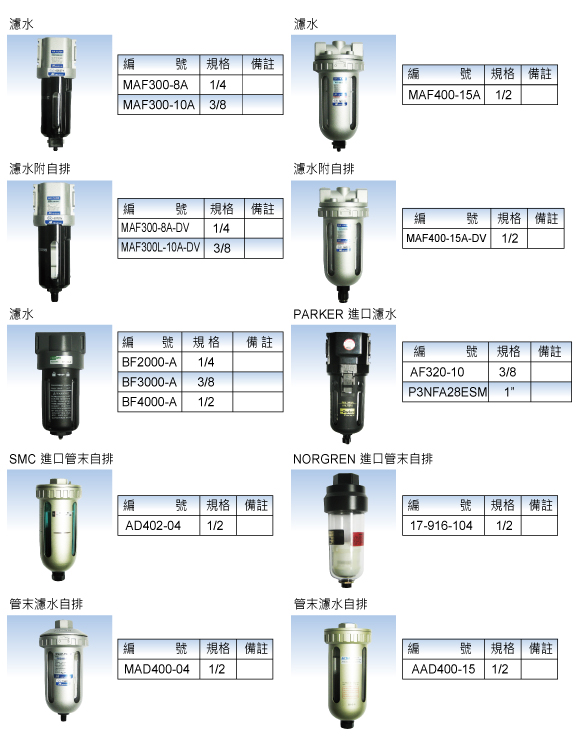 濾水
編 號 規格 備註
MAF300-8A 1/4
MAF300-10A 3/8
濾水
編 號 規格 備註
MAF400-15A 1/2
濾水附自排
編 號 規格 備註
MAF300-8A-DV 1/4
MAF300L-10A-DV 3/8
濾水附自排
編 號 規格 備註
MAF400-15A-DV 1/2
濾水
編 號 規 格 備 註
BF2000-A 1/4
BF3000-A 3/8
BF4000-A 1/2
PARKER 進口濾水
編 號 規格 備註
AF320-10 3/8
P3NFA28ESM 1”
SMC 進口管末自排
編 號 規格 備註
AD402-04 1/2
NORGREN 進口管末自排
編 號 規格 備註
17-916-104 1/2
管末濾水自排
編 號 規格 備註
MAD400-04 1/2
管末濾水自排
編 號 規格 備註
AAD400-15 1/2